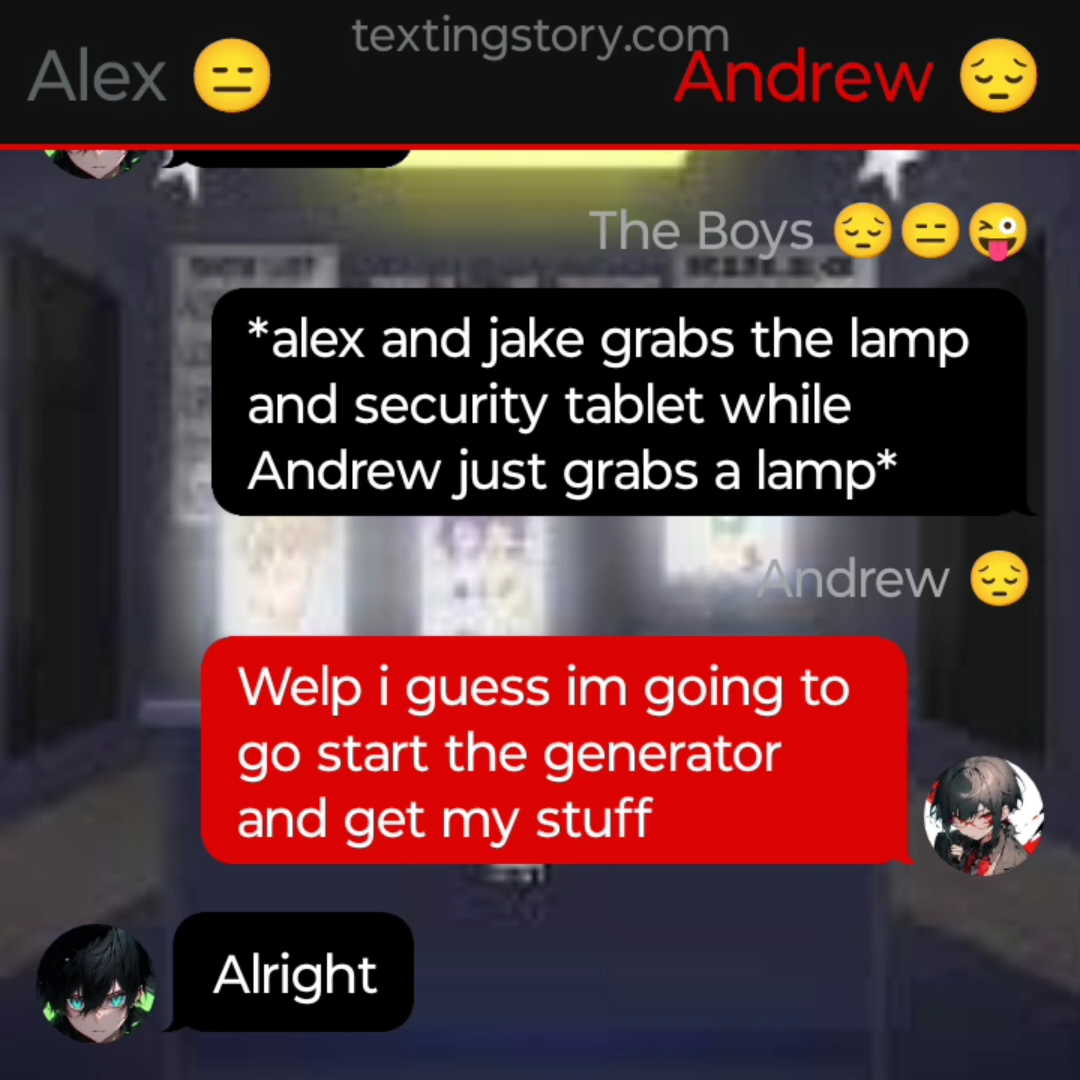 textingstory.com
Alex 😑
Andrew 😔
The Boys 😔😑😜
*alex and jake grabs the lamp
and security tablet while
Andrew just grabs a lamp*
Andrew 😔
Welp i guess im going to
go start the generator
and get my stuff
Alright